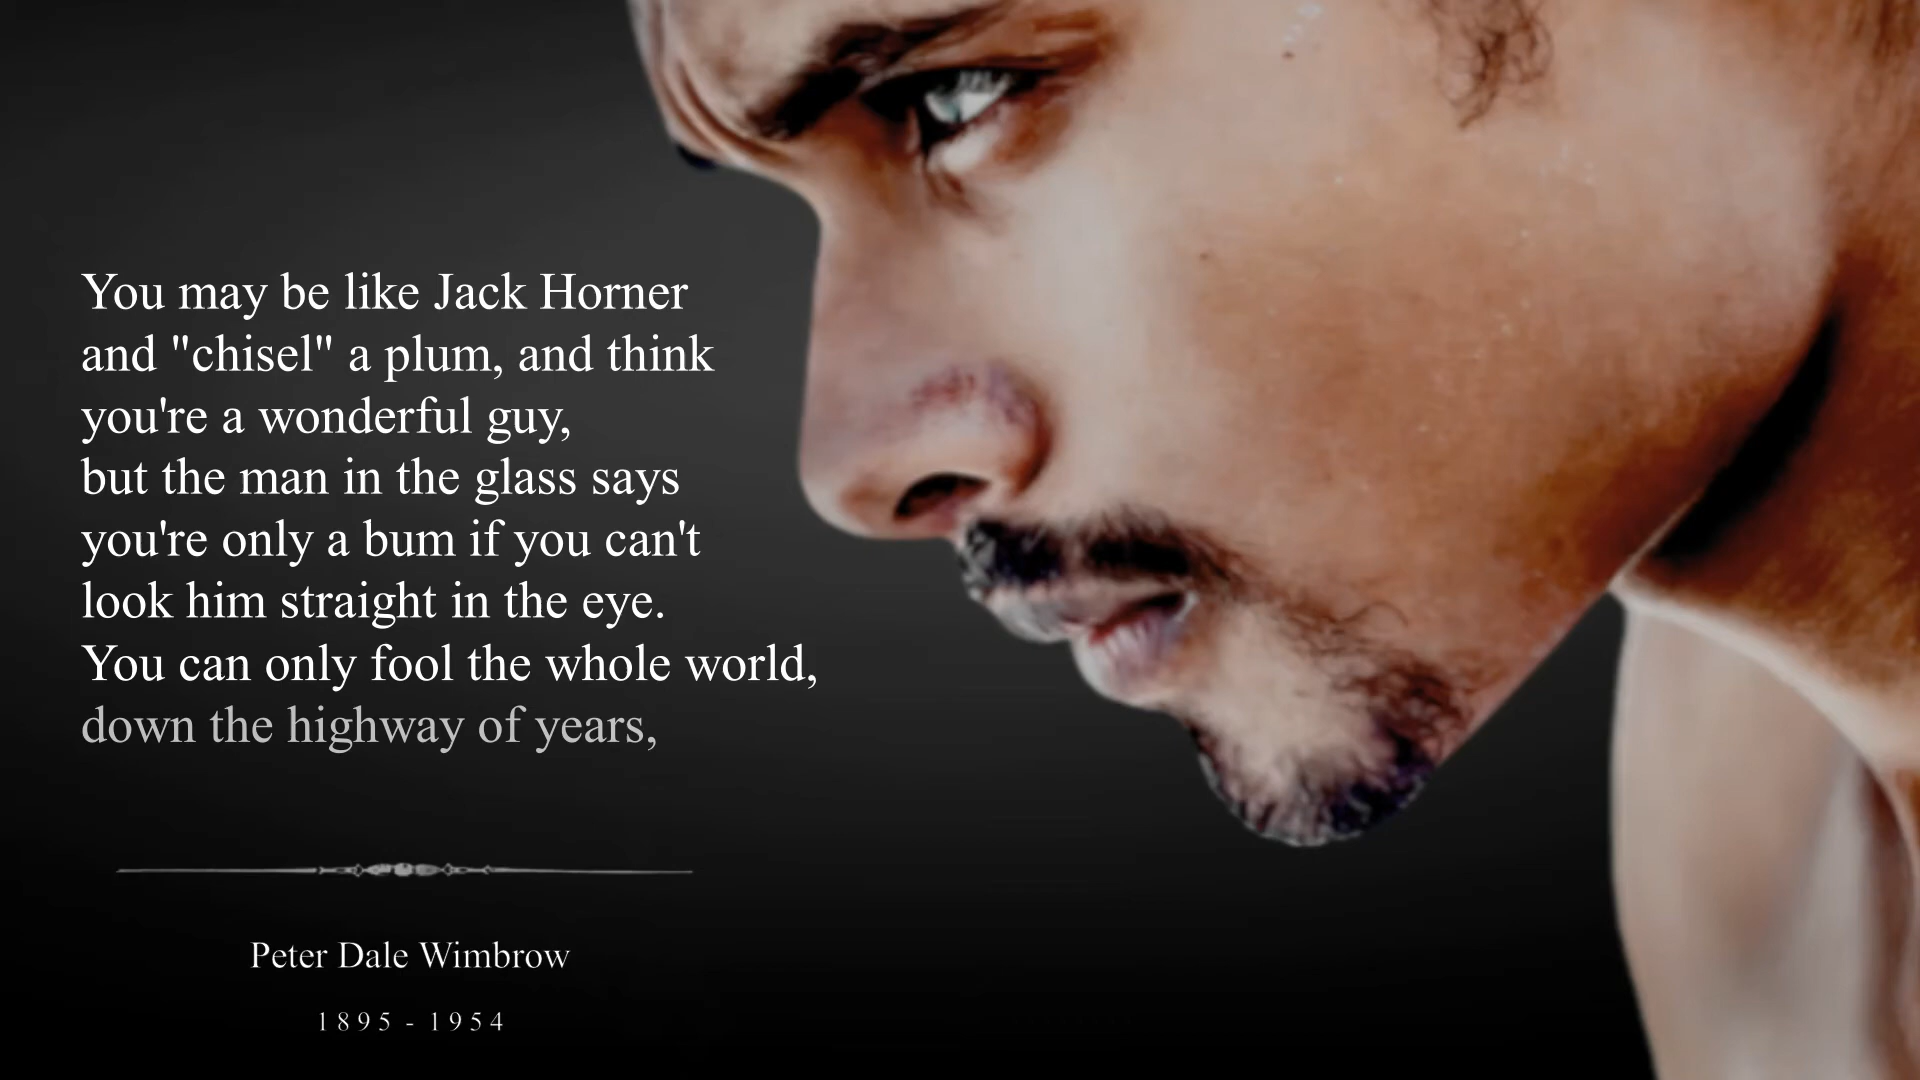 You may be like Jack Horner
and "chisel" a plum, and think
you're a wonderful guy,
but the man in the glass says
you're only a bum if you can't
look him straight in the eye.
You can only fool the whole world,
down the highway of years,
Peter Dale Wimbrow
1895 - 1954